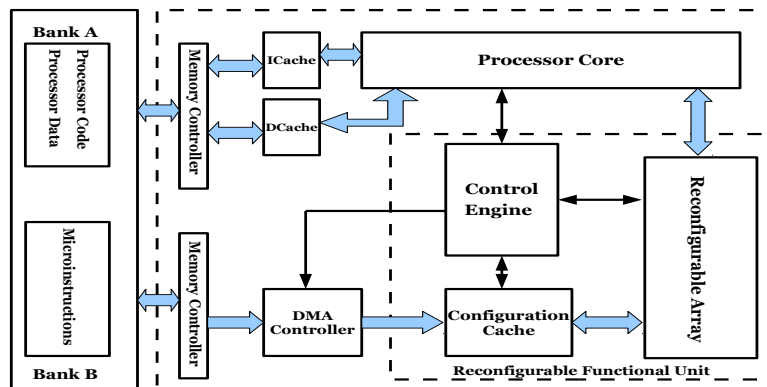 Bank A
Processor Code
Processor Data
Microinstructions
Bank B
Memory Controller
Memory Controller
ICache
DCache
Processor Core
Control
Engine
Reconfigurable Array
DMA
Controller
Configuration
Cache
Reconfigurable Functional Unit